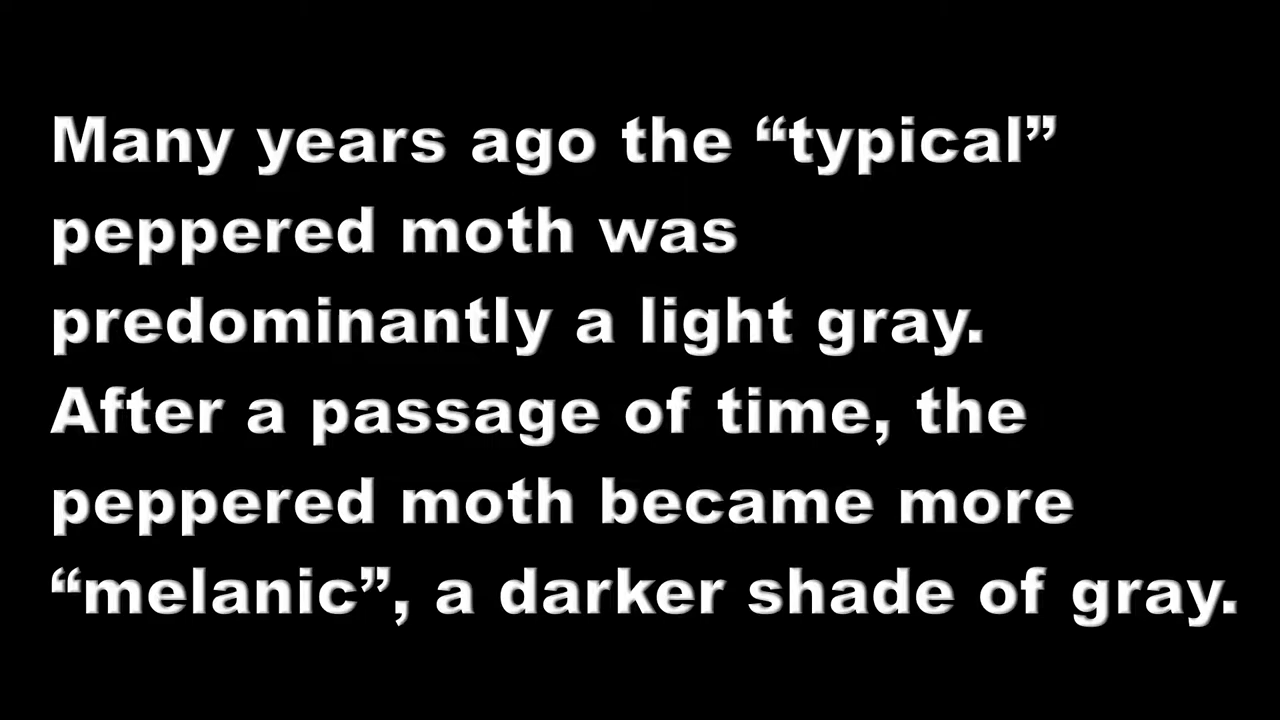 Many years ago the “typical”
peppered moth was
predominantly a light gray.
After a passage of time, the
peppered moth became more
“melanic”, a darker shade of gray.